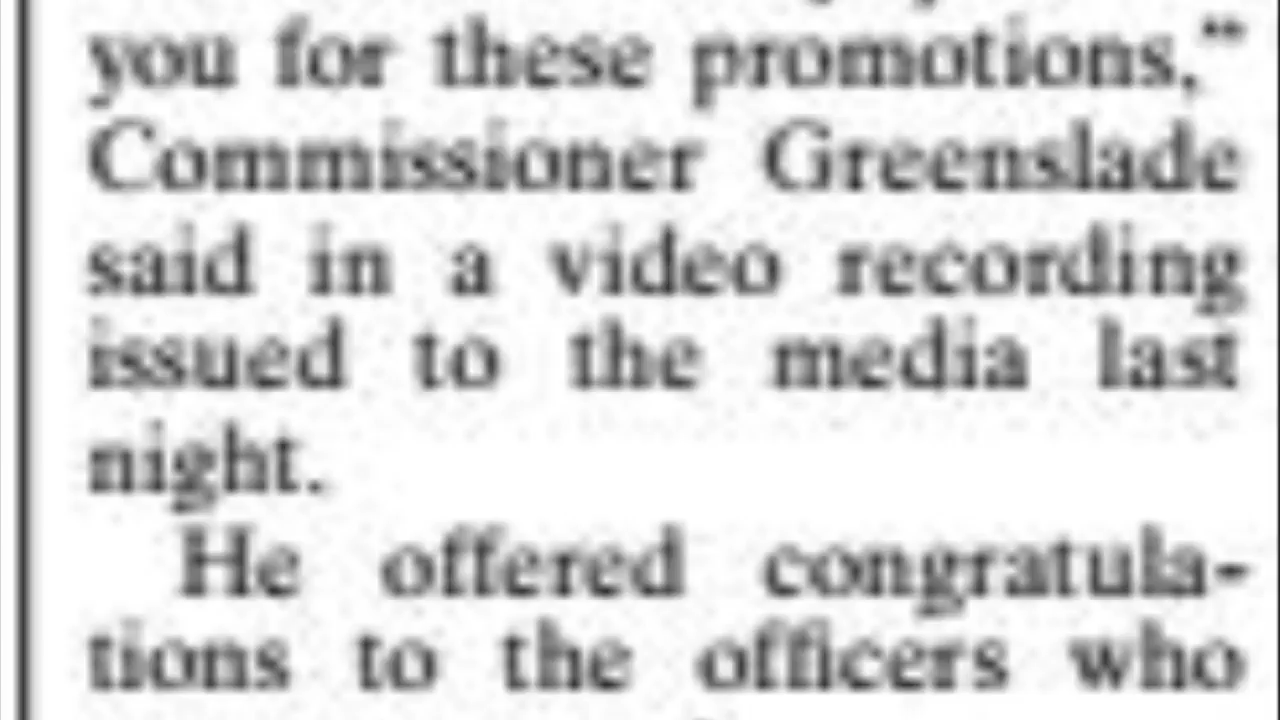 you for these promotions,”
Commissioner Greenslade
said in a video recording
issued to the media last
night.
He offered congratula-
tions to the officers who